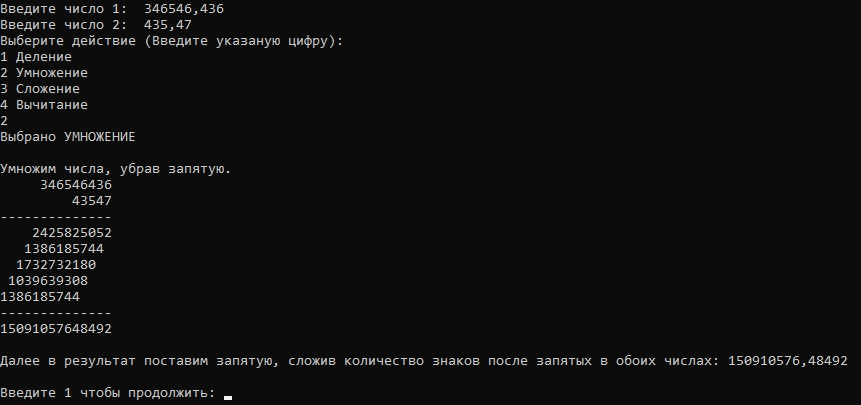 Введите число 1:  346546,436
Введите число 2:  435,47
Выберите действие (Введите указаную цифру):
1 Деление
2 Умножение
3 Сложение
4 Вычитание
2
Выбрано УМНОЖЕНИЕ
Умножим числа, убрав запятую.
     346546436
         43547
--------------
    2425825052
   1386185744
  1732732180
 1039639308
1386185744
--------------
15091057648492
Далее в результат поставим запятую, сложив количество знаков после запятых в обоих числах: 150910576,48492
Введите 1 чтобы продолжить: